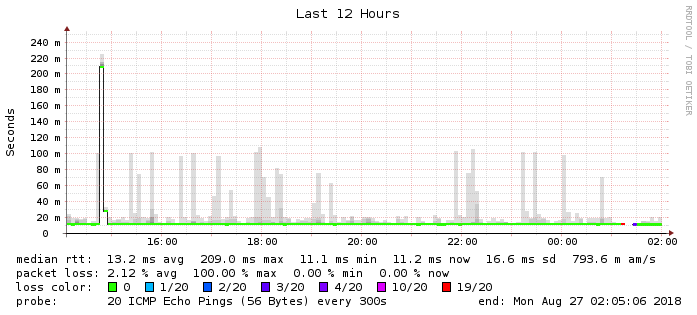 Last 12 Hours
RRDTOOL / TOBI OETIKER
Seconds
240 m
220 m
200 m
180 m
160 m
140 m
120 m
100 m
80 m
60 m
40 m
20 m
0
16:00 18:00 20:00 22:00 00:00 02:00
median rtt: 13.2 ms avg 209.0 ms max 11.1 ms min 11.2 ms now 16.6 ms sd 793.6 m am/s
packet loss: 2.12 % avg 100.00 % max 0.00 % min 0.00 % now
loss color: 0 1/20 2/20 3/20 4/20 10/20 19/20
probe: 20 ICMP Echo Pings (56 Bytes) every 300s end: Mon Aug 27 02:05:06 2018